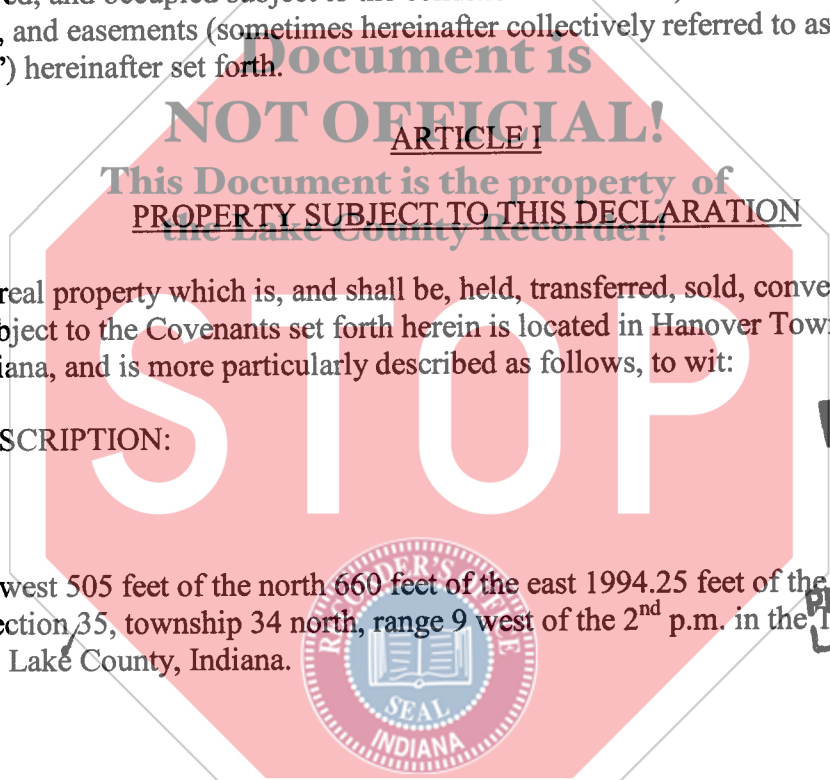 , and easements (sometimes hereinafter collectively referred to as
") hereinafter set forth.
Document is
NOT OFFICIAL!
ARTICLE I
This Document is the property of
PROPERTY SUBJECT TO THIS DECLARATION
the Lake County Recorder!
real property which is, and shall be, held, transferred, sold, conve
bject to the Covenants set forth herein is located in Hanover Tow
iana, and is more particularly described as follows, to wit:
STOP
SCRIPTION:
west 505 feet of the north 660 feet of the east 1994.25 feet of the
ection 35, township 34 north, range 9 west of the 2nd p.m. in the
Lake County, Indiana.
RECORDER'S OFFICE
SEAL
INDIANA